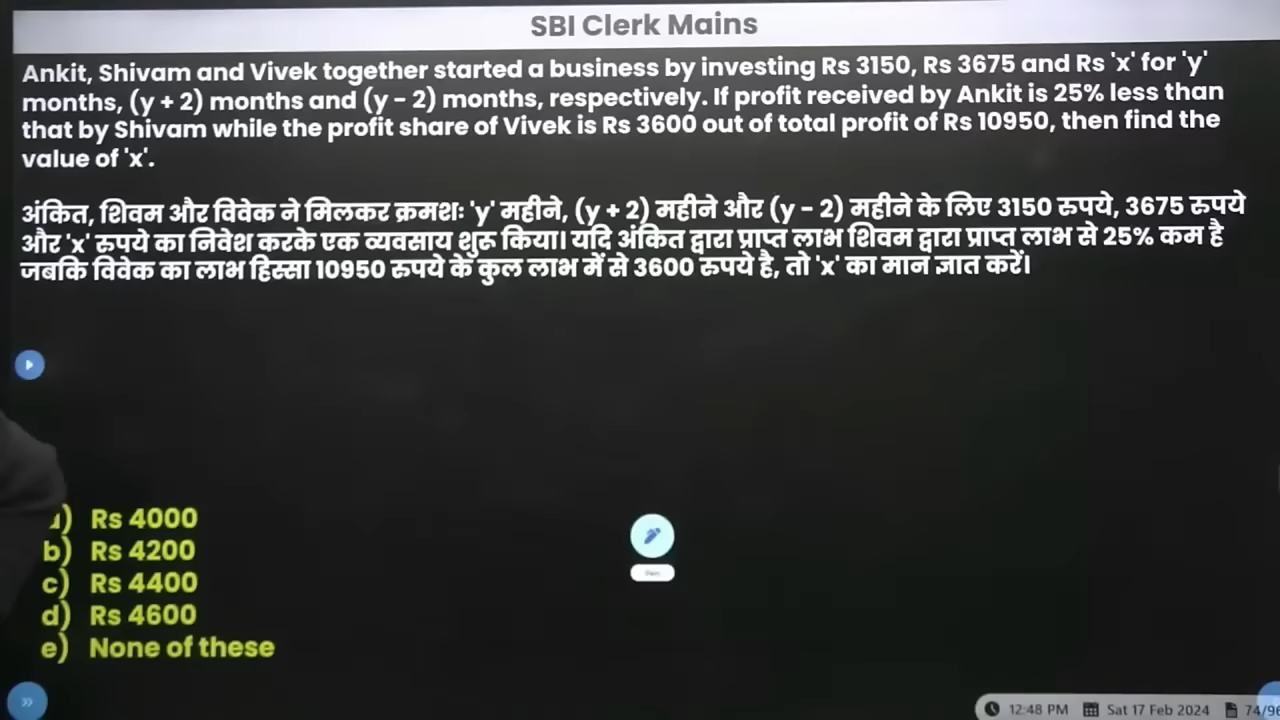 SBI Clerk Mains
Ankit, Shivam and Vivek together started a business by investing Rs 3150, Rs 3675 and Rs 'x' for 'y'
months, (y + 2) months and (y - 2) months, respectively. If profit received by Ankit is 25% less than
that by Shivam while the profit share of Vivek is Rs 3600 out of total profit of Rs 10950, then find the
value of 'x'.
अंकित, शिवम और विवेक ने मिलकर क्रमशः 'y' महीने, (y + 2) महीने और (y - 2) महीने के लिए 3150 रुपये, 3675 रुपये
और 'x' रुपये का निवेश करके एक व्यवसाय शुरू किया। यदि अंकित द्वारा प्राप्त लाभ शिवम द्वारा प्राप्त लाभ से 25% कम है
जबकि विवेक का लाभ हिस्सा 10950 रुपये के कुल लाभ में से 3600 रुपये है, तो 'x' का मान ज्ञात करें।
Rs 4000
b) Rs 4200
c) Rs 4400
d) Rs 4600
e) None of these
12:48 PM Sat 17 Feb 2024 74/96